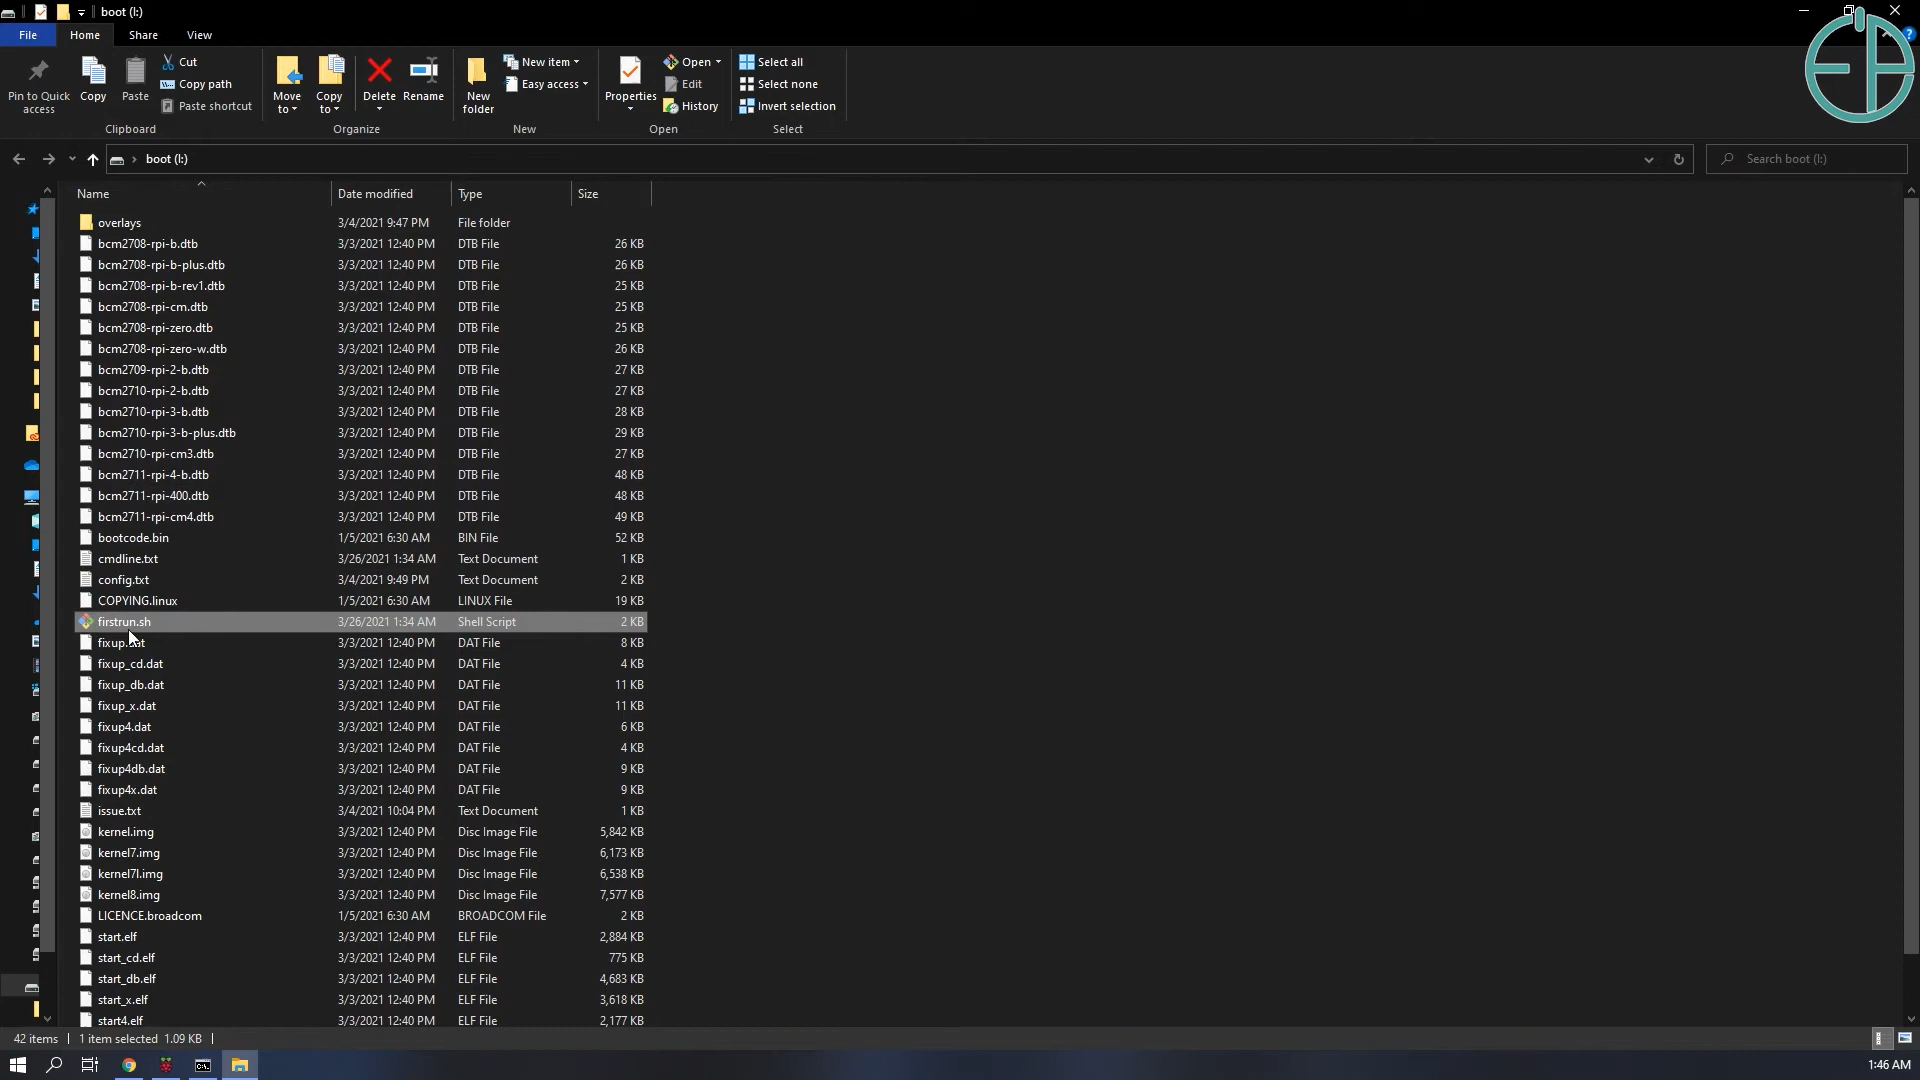 boot (I:)
File Home Share View
Pin to Quick access
Copy
Paste
Cut
Copy path
Paste shortcut
Clipboard
Move to
Copy to
Delete
Rename
Organize
New folder
New item
Easy access
New
Properties
Open
Edit
History
Open
Select all
Select none
Invert selection
Select
boot (I:)
Search boot (I:)
Name Date modified Type Size
overlays 3/4/2021 9:47 PM File folder
bcm2708-rpi-b.dtb 3/3/2021 12:40 PM DTB File 26 KB
bcm2708-rpi-b-plus.dtb 3/3/2021 12:40 PM DTB File 26 KB
bcm2708-rpi-b-rev1.dtb 3/3/2021 12:40 PM DTB File 25 KB
bcm2708-rpi-cm.dtb 3/3/2021 12:40 PM DTB File 25 KB
bcm2708-rpi-zero.dtb 3/3/2021 12:40 PM DTB File 25 KB
bcm2708-rpi-zero-w.dtb 3/3/2021 12:40 PM DTB File 26 KB
bcm2709-rpi-2-b.dtb 3/3/2021 12:40 PM DTB File 27 KB
bcm2710-rpi-2-b.dtb 3/3/2021 12:40 PM DTB File 27 KB
bcm2710-rpi-3-b.dtb 3/3/2021 12:40 PM DTB File 28 KB
bcm2710-rpi-3-b-plus.dtb 3/3/2021 12:40 PM DTB File 29 KB
bcm2710-rpi-cm3.dtb 3/3/2021 12:40 PM DTB File 27 KB
bcm2711-rpi-4-b.dtb 3/3/2021 12:40 PM DTB File 48 KB
bcm2711-rpi-400.dtb 3/3/2021 12:40 PM DTB File 48 KB
bcm2711-rpi-cm4.dtb 3/3/2021 12:40 PM DTB File 49 KB
bootcode.bin 1/5/2021 6:30 AM BIN File 52 KB
cmdline.txt 3/26/2021 1:34 AM Text Document 1 KB
config.txt 3/4/2021 9:49 PM Text Document 2 KB
COPYING.linux 1/5/2021 6:30 AM LINUX File 19 KB
firstrun.sh 3/26/2021 1:34 AM Shell Script 2 KB
fixup.dat 3/3/2021 12:40 PM DAT File 8 KB
fixup_cd.dat 3/3/2021 12:40 PM DAT File 4 KB
fixup_db.dat 3/3/2021 12:40 PM DAT File 11 KB
fixup_x.dat 3/3/2021 12:40 PM DAT File 11 KB
fixup4.dat 3/3/2021 12:40 PM DAT File 6 KB
fixup4cd.dat 3/3/2021 12:40 PM DAT File 4 KB
fixup4db.dat 3/3/2021 12:40 PM DAT File 9 KB
fixup4x.dat 3/3/2021 12:40 PM DAT File 9 KB
issue.txt 3/4/2021 10:04 PM Text Document 1 KB
kernel.img 3/3/2021 12:40 PM Disc Image File 5,842 KB
kernel7.img 3/3/2021 12:40 PM Disc Image File 6,173 KB
kernel7l.img 3/3/2021 12:40 PM Disc Image File 6,538 KB
kernel8.img 3/3/2021 12:40 PM Disc Image File 7,577 KB
LICENCE.broadcom 1/5/2021 6:30 AM BROADCOM File 2 KB
start.elf 3/3/2021 12:40 PM ELF File 2,884 KB
start_cd.elf 3/3/2021 12:40 PM ELF File 775 KB
start_db.elf 3/3/2021 12:40 PM ELF File 4,683 KB
start_x.elf 3/3/2021 12:40 PM ELF File 3,618 KB
start4.elf 3/3/2021 12:40 PM ELF File 2,177 KB
42 items 1 item selected 1.09 KB
1:46 AM